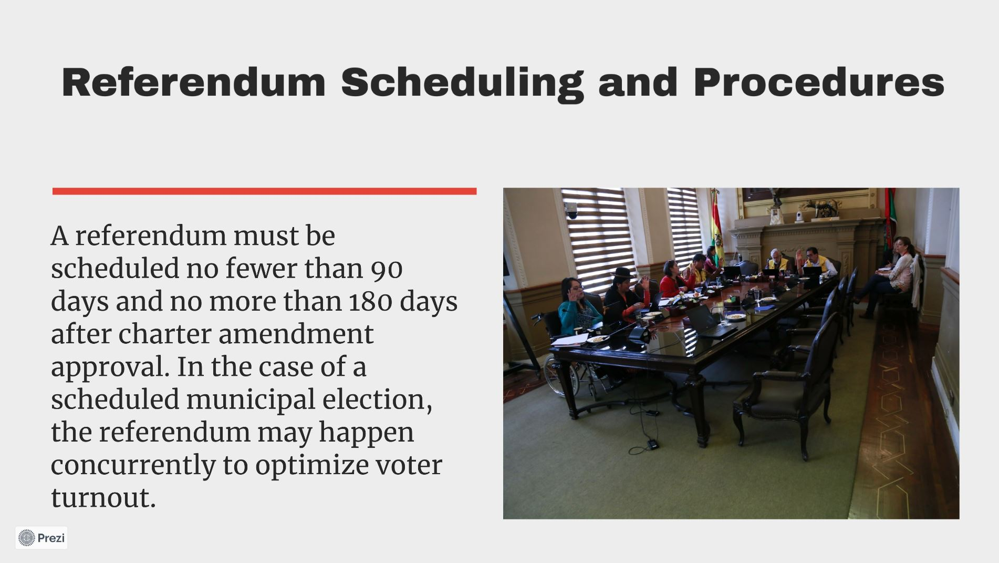 Referendum Scheduling and Procedures
A referendum must be
scheduled no fewer than 90
days and no more than 180 days
after charter amendment
approval. In the case of a
scheduled municipal election,
the referendum may happen
concurrently to optimize voter
turnout.
Prezi